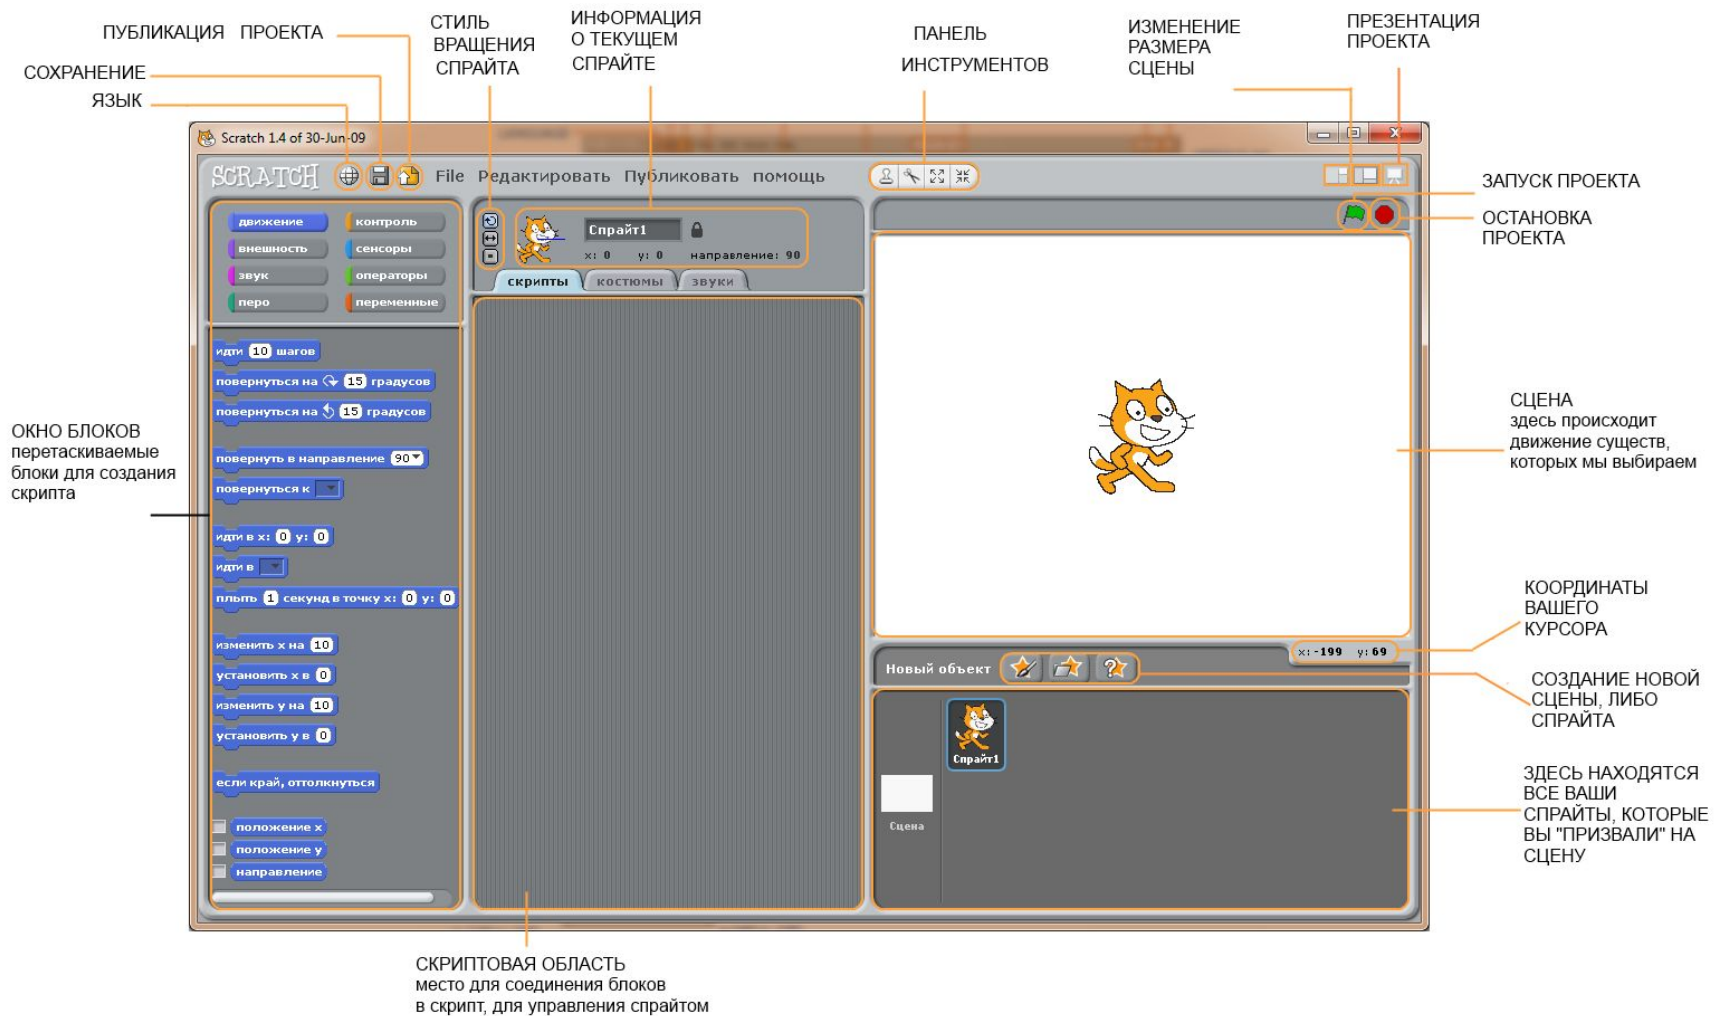 ПУБЛИКАЦИЯ ПРОЕКТА
СОХРАНЕНИЕ
ЯЗЫК
СТИЛЬ
ВРАЩЕНИЯ
СПРАЙТА
ИНФОРМАЦИЯ
О ТЕКУЩЕМ
СПРАЙТЕ
ПАНЕЛЬ
ИНСТРУМЕНТОВ
ИЗМЕНЕНИЕ
РАЗМЕРА
СЦЕНЫ
ПРЕЗЕНТАЦИЯ
ПРОЕКТА
Scratch 1.4 of 30-Jun-09
SCRATCH
File Редактировать Публиковать помощь
ЗАПУСК ПРОЕКТА
ОСТАНОВКА
ПРОЕКТА
движение
контроль
внешность
сенсоры
звук
операторы
перо
переменные
Спрайт1
x: 0 y: 0 направление: 90
скрипты
костюмы
звуки
идти 10 шагов
повернуться на 15 градусов
повернуться на 15 градусов
повернуть в направление 90
повернуться к
идти в x: 0 y: 0
идти в
плыть 1 секунд в точку x: 0 y: 0
изменить x на 10
установить x в 0
изменить y на 10
установить y в 0
если край, оттолкнуться
положение x
положение y
направление
ОКНО БЛОКОВ
перетаскиваемые
блоки для создания
скрипта
СЦЕНА
здесь происходит
движение существ,
которых мы выбираем
КООРДИНАТЫ
ВАШЕГО
КУРСОРА
x: -199 y: 69
Новый объект
СОЗДАНИЕ НОВОЙ
СЦЕНЫ, ЛИБО
СПРАЙТА
Спрайт1
Сцена
ЗДЕСЬ НАХОДЯТСЯ
ВСЕ ВАШИ
СПРАЙТЫ, КОТОРЫЕ
ВЫ "ПРИЗВАЛИ" НА
СЦЕНУ
СКРИПТОВАЯ ОБЛАСТЬ
место для соединения блоков
в скрипт, для управления спрайтом